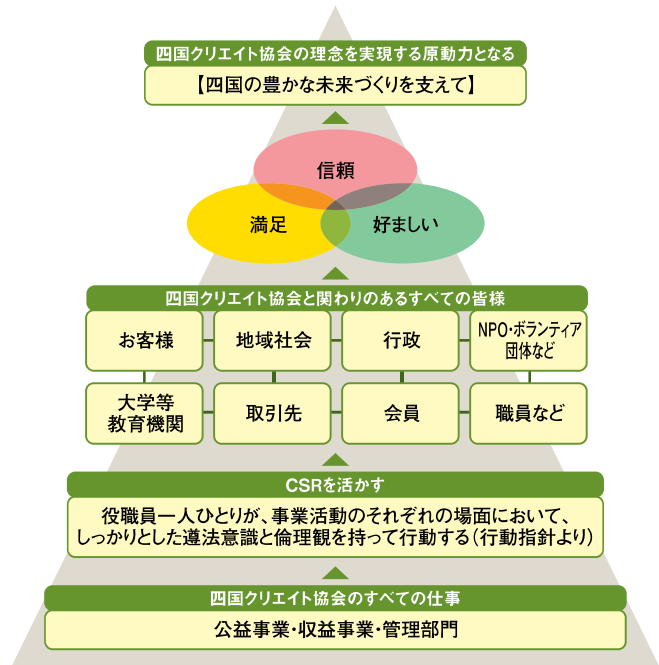 四国クリエイト協会の理念を実現する原動力となる
【四国の豊かな未来づくりを支えて】
信頼
満足
好ましい
四国クリエイト協会と関わりのあるすべての皆様
お客様
地域社会
行政
NPO・ボランティア
団体など
大学等
教育機関
取引先
会員
職員など
CSRを活かす
役職員一人ひとりが、事業活動のそれぞれの場面において、
しっかりとした遵法意識と倫理観を持って行動する（行動指針より）
四国クリエイト協会のすべての仕事
公益事業・収益事業・管理部門